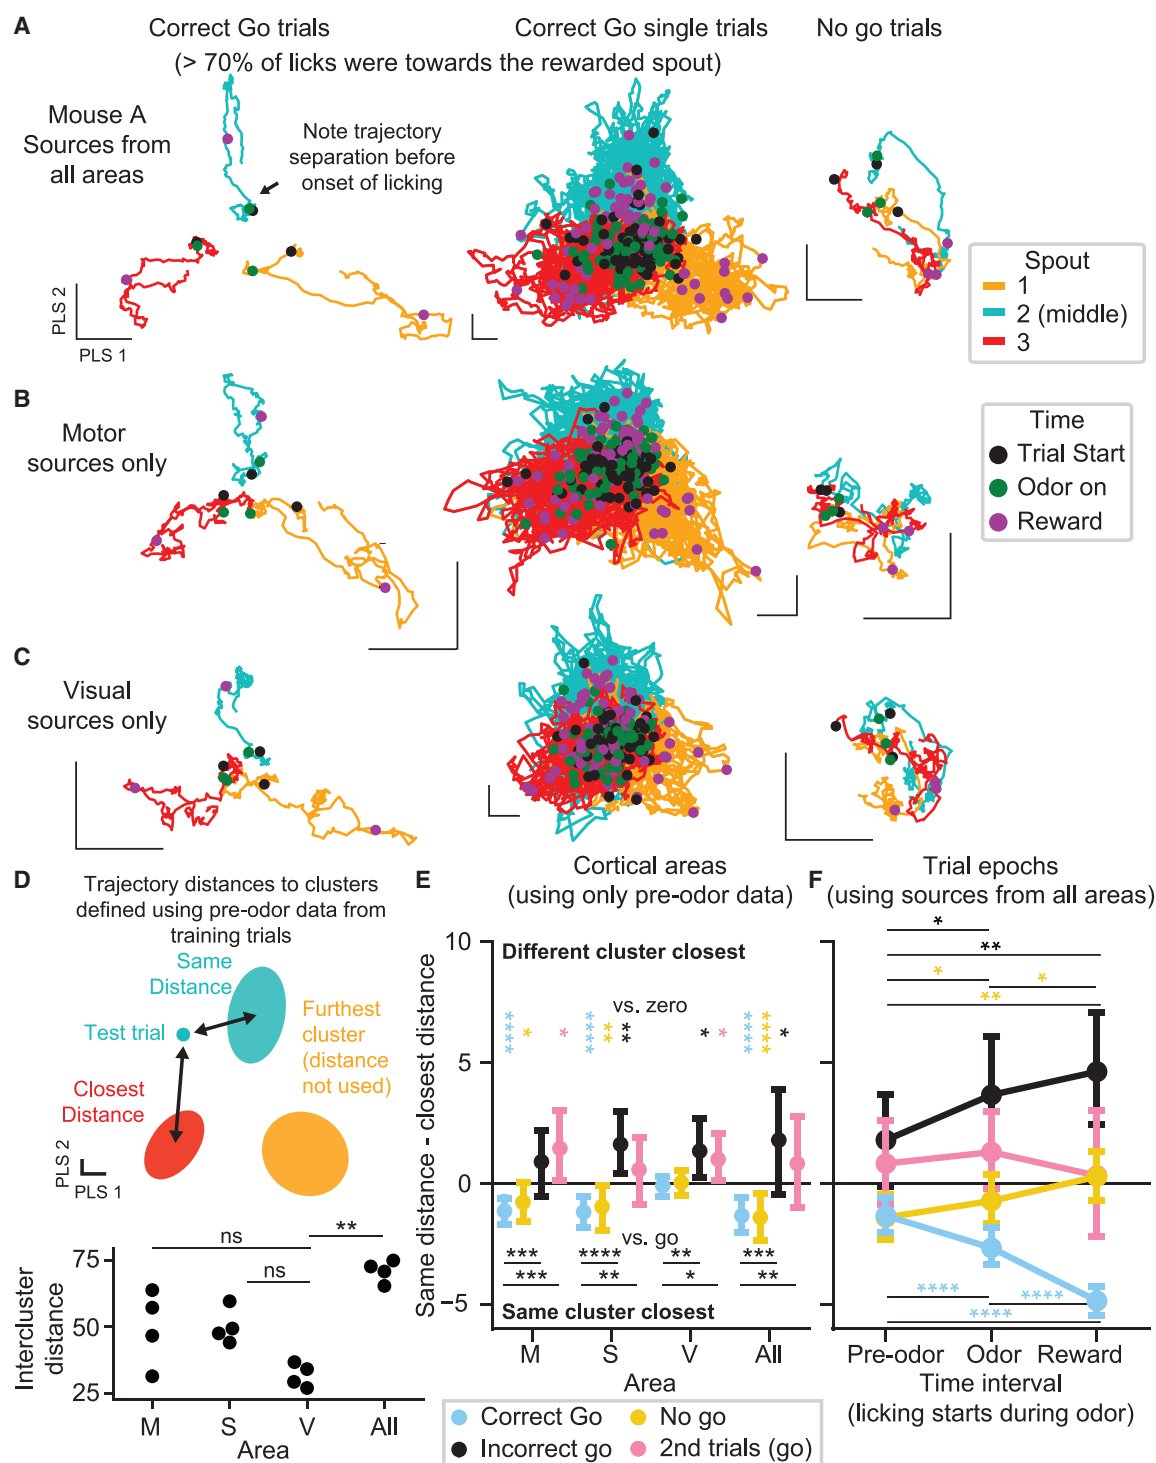 A
Correct Go trials
Correct Go single trials
No go trials
(> 70% of licks were towards the rewarded spout)
Mouse A
Sources from
all areas
Note trajectory
separation before
onset of licking
PLS 2
PLS 1
Spout
1
2 (middle)
3
B
Motor
sources only
Time
Trial Start
Odor on
Reward
C
Visual
sources only
D
Trajectory distances to clusters
defined using pre-odor data from
training trials
Same
Distance
Test trial
Furthest
cluster
(distance
not used)
Closest
Distance
PLS 2
PLS 1
ns
**
ns
75
50
25
Intercluster
distance
M
S
V
All
Area
E
Cortical areas
(using only pre-odor data)
10
5
0
−5
Same distance - closest distance
Different cluster closest
vs. zero
****
*
*
****
**
**
*
*
****
****
*
vs. go
***
****
**
***
***
**
*
**
Same cluster closest
M
S
V
All
Area
F
Trial epochs
(using sources from all areas)
*
**
*
*
**
****
****
****
Pre-odor
Odor
Reward
Time interval
(licking starts during odor)
Correct Go
No go
Incorrect go
2nd trials (go)